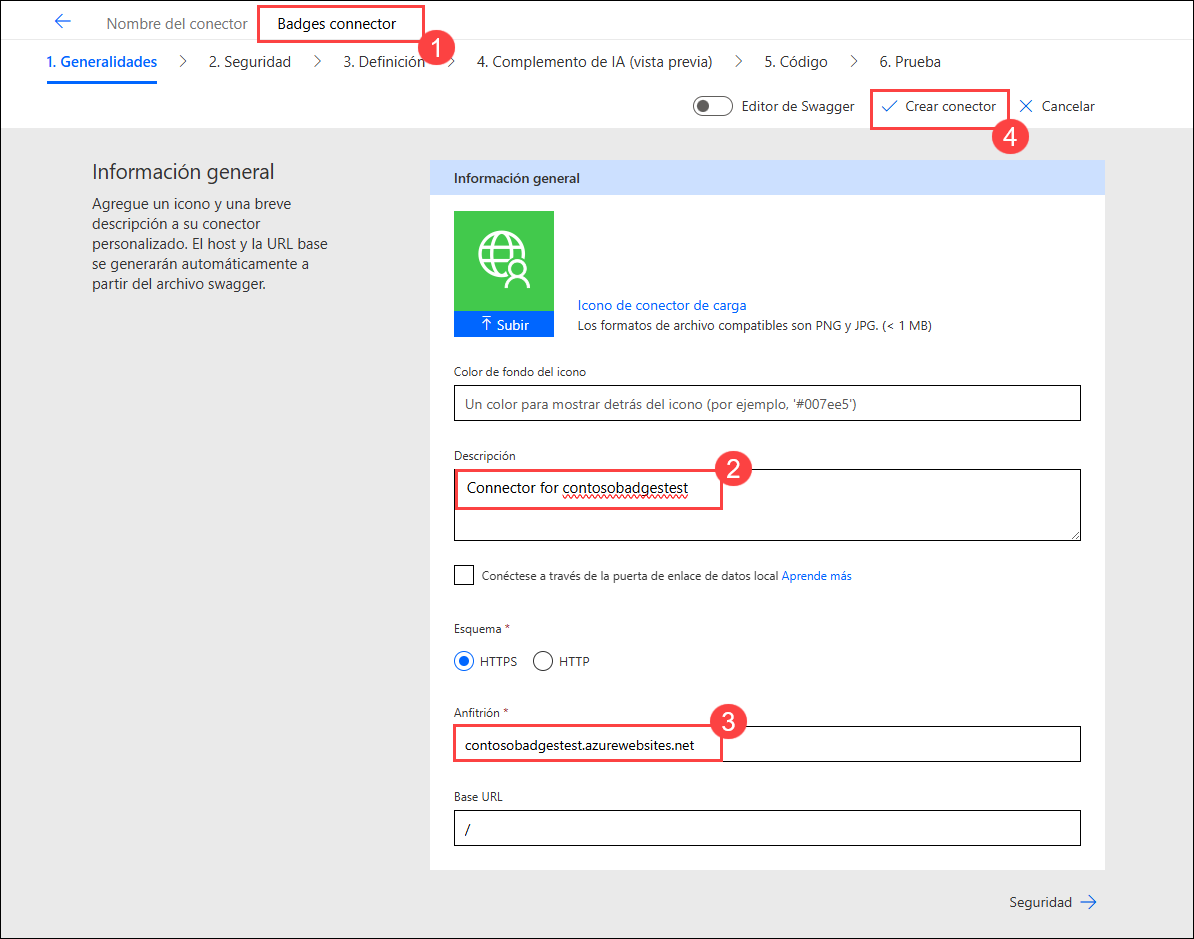 Nombre del conector Badges connector
1
1. Generalidades 2. Seguridad 3. Definición 4. Complemento de IA (vista previa) 5. Código 6. Prueba
Editor de Swagger Crear conector Cancelar
4
Información general
Agregue un icono y una breve
descripción a su conector
personalizado. El host y la URL base
se generarán automáticamente a
partir del archivo swagger.
Información general
Subir
Icono de conector de carga
Los formatos de archivo compatibles son PNG y JPG. (< 1 MB)
Color de fondo del icono
Un color para mostrar detrás del icono (por ejemplo, '#007ee5')
Descripción
2
Connector for contosobadgestest
Conéctese a través de la puerta de enlace de datos local Aprende más
Esquema *
HTTPS HTTP
Anfitrión *
3
contosobadgestest.azurewebsites.net
Base URL
/
Seguridad